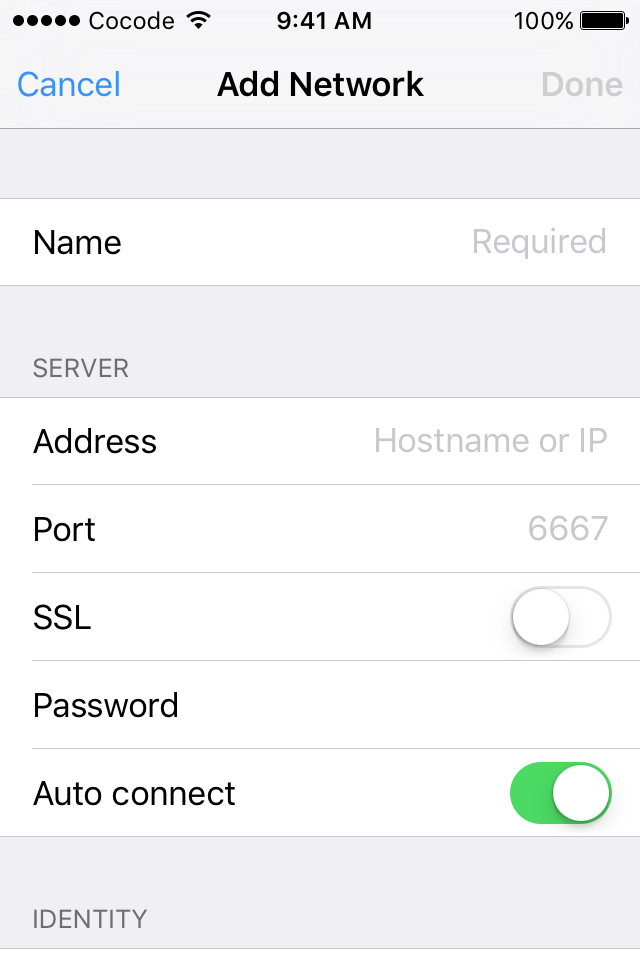 Cocode 9:41 AM 100%
Cancel Add Network Done
Name Required
SERVER
Address Hostname or IP
Port 6667
SSL
Password
Auto connect
IDENTITY